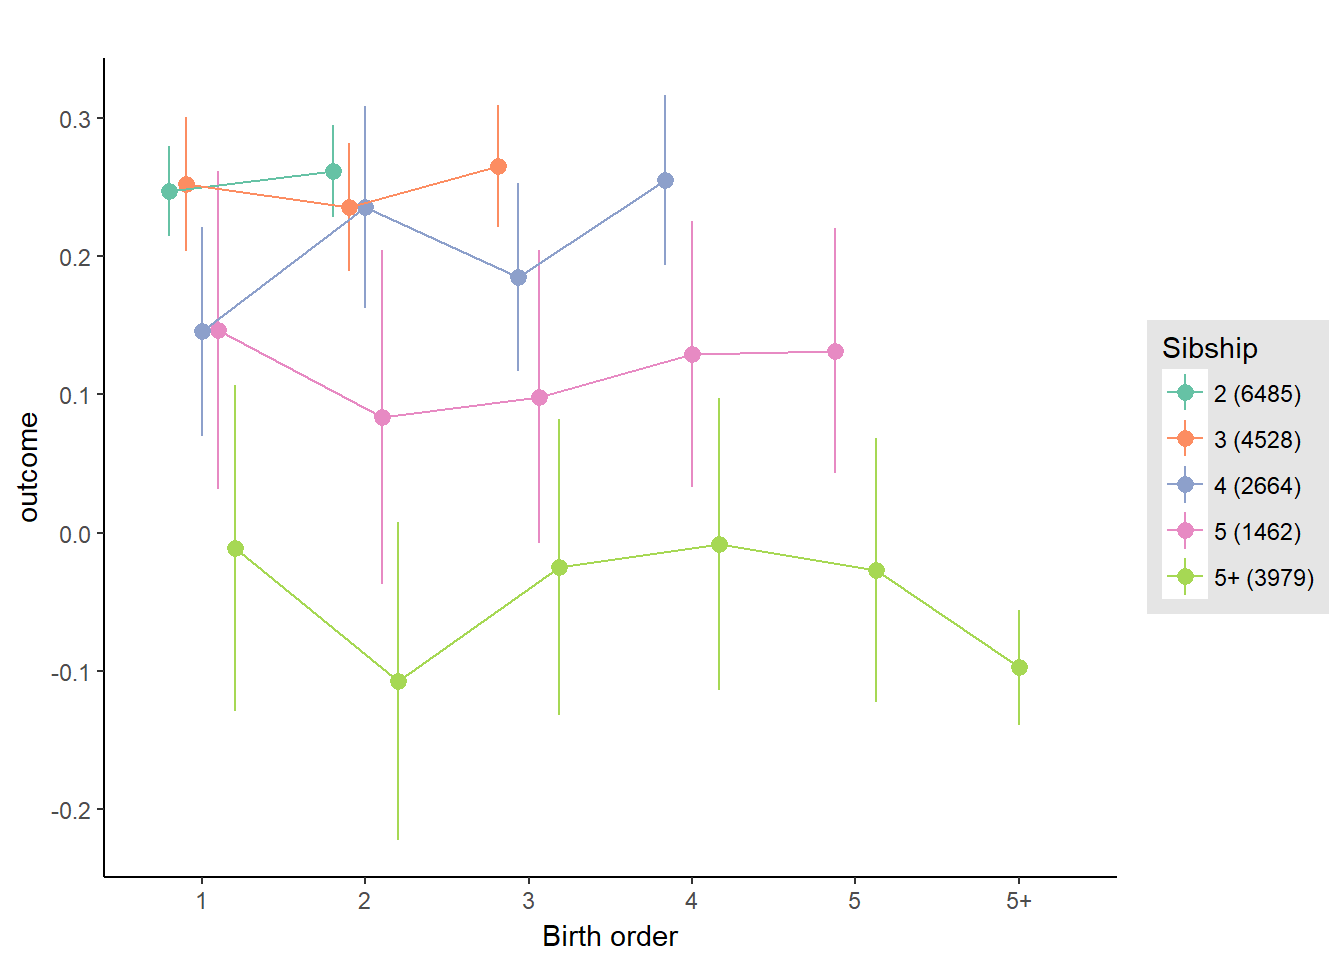 0.3
0.2
0.1
0.0
-0.1
-0.2
outcome
1 2 3 4 5 5+
Birth order
Sibship
2 (6485)
3 (4528)
4 (2664)
5 (1462)
5+ (3979)